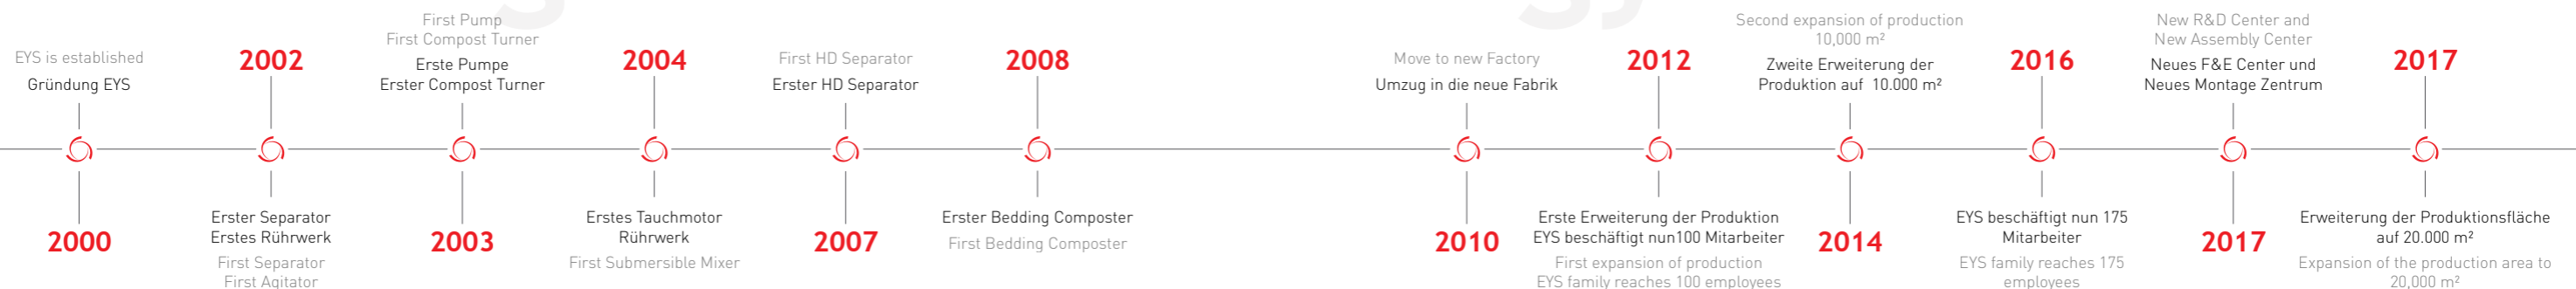 EYS is established
Gründung EYS
2000
2002
Erster Separator
Erstes Rührwerk
First Separator
First Agitator
First Pump
First Compost Turner
Erste Pumpe
Erster Compost Turner
2003
2004
Erstes Tauchmotor
Rührwerk
First Submersible Mixer
First HD Separator
Erster HD Separator
2007
2008
Erster Bedding Composter
First Bedding Composter
Move to new Factory
Umzug in die neue Fabrik
2010
2012
Erste Erweiterung der Produktion
EYS beschäftigt nun100 Mitarbeiter
First expansion of production
EYS family reaches 100 employees
Second expansion of production
10,000 m²
Zweite Erweiterung der
Produktion auf 10.000 m²
2014
2016
EYS beschäftigt nun 175
Mitarbeiter
EYS family reaches 175
employees
New R&D Center and
New Assembly Center
Neues F&E Center und
Neues Montage Zentrum
2017
2017
Erweiterung der Produktionsfläche
auf 20.000 m²
Expansion of the production area to
20,000 m²